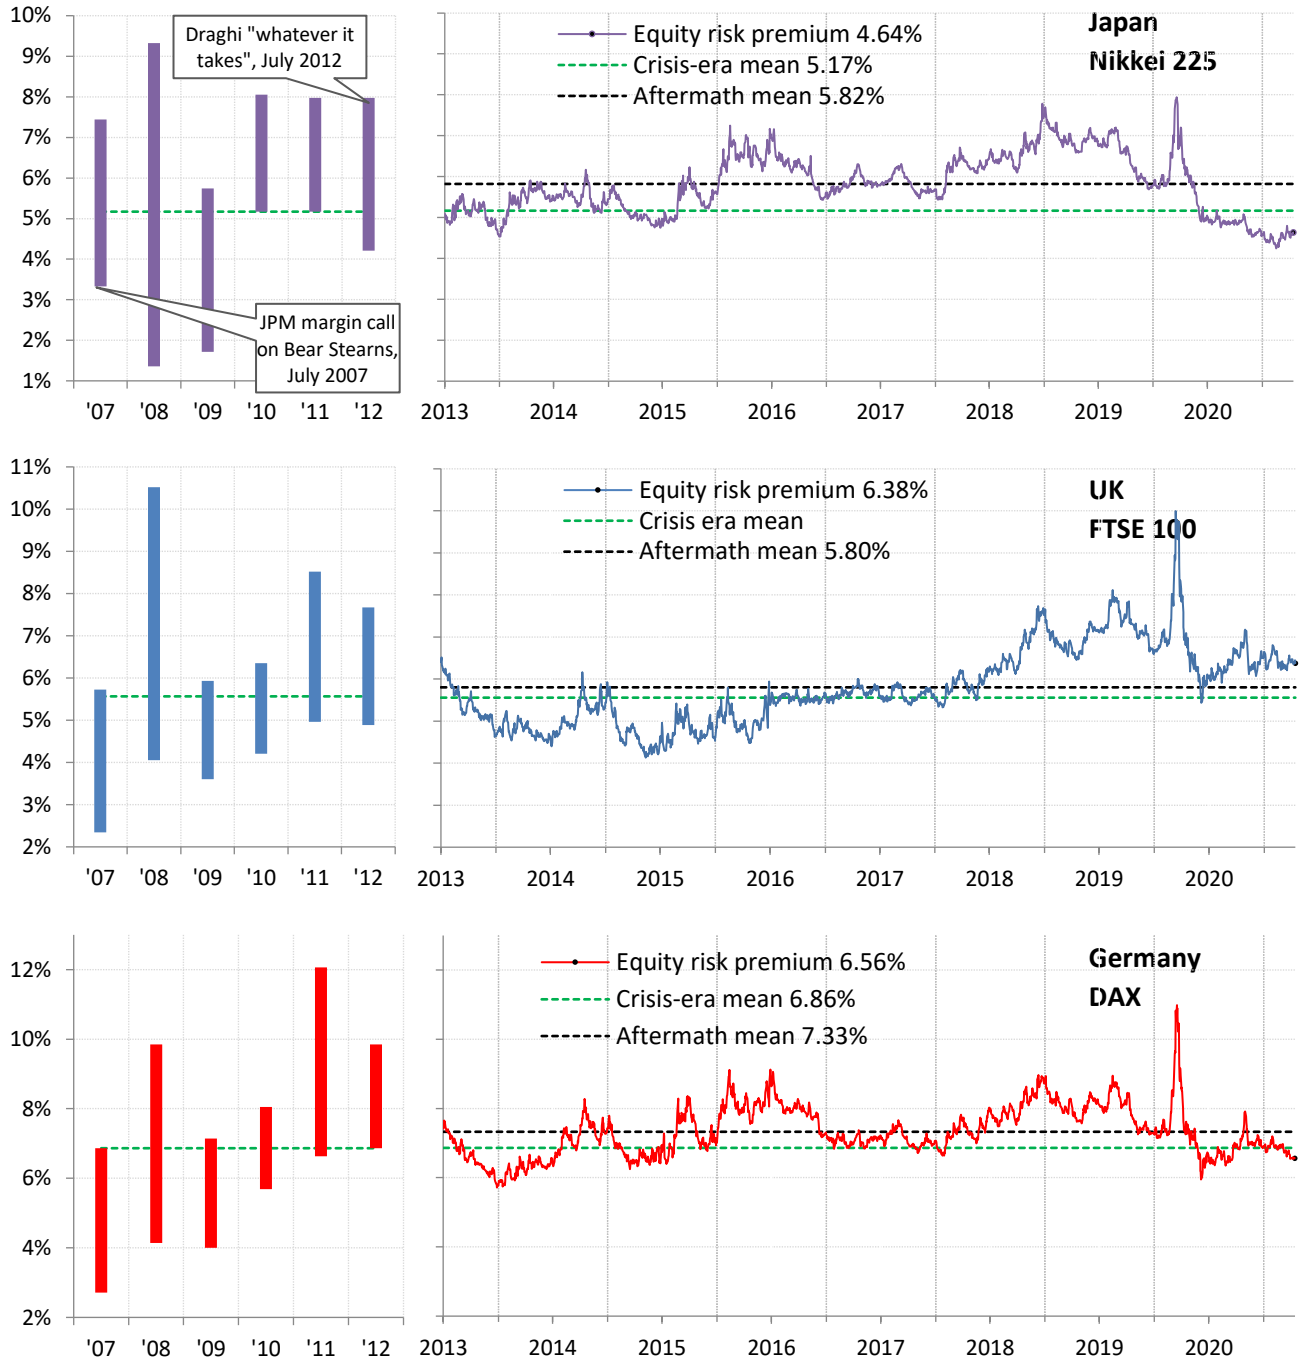 10%
9%
8%
7%
6%
5%
4%
3%
2%
1%
Draghi "whatever it
takes", July 2012
JPM margin call
on Bear Stearns,
July 2007
'07 '08 '09 '10 '11 '12
Equity risk premium 4.64%
Crisis-era mean 5.17%
Aftermath mean 5.82%
Japan
Nikkei 225
2013 2014 2015 2016 2017 2018 2019 2020
11%
10%
9%
8%
7%
6%
5%
4%
3%
2%
'07 '08 '09 '10 '11 '12
Equity risk premium 6.38%
Crisis era mean
Aftermath mean 5.80%
UK
FTSE 100
2013 2014 2015 2016 2017 2018 2019 2020
12%
10%
8%
6%
4%
2%
'07 '08 '09 '10 '11 '12
Equity risk premium 6.56%
Crisis-era mean 6.86%
Aftermath mean 7.33%
Germany
DAX
2013 2014 2015 2016 2017 2018 2019 2020